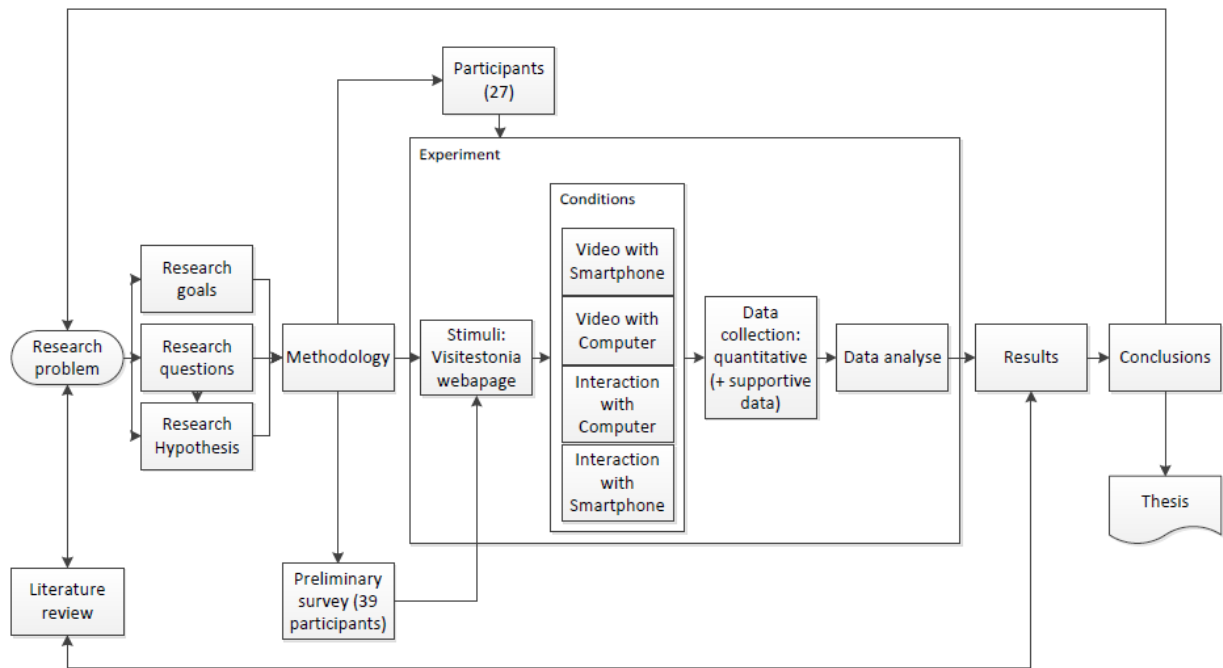 Participants
(27)
Experiment
Conditions
Video with
Smartphone
Video with
Computer
Interaction
with
Computer
Interaction
with
Smartphone
Research
goals
Research
problem
Research
questions
Research
Hypothesis
Methodology
Stimuli:
Visitestonia
webpage
Data
collection:
quantitative
(+ supportive
data)
Data analyse
Results
Conclusions
Thesis
Literature
review
Preliminary
survey (39
participants)